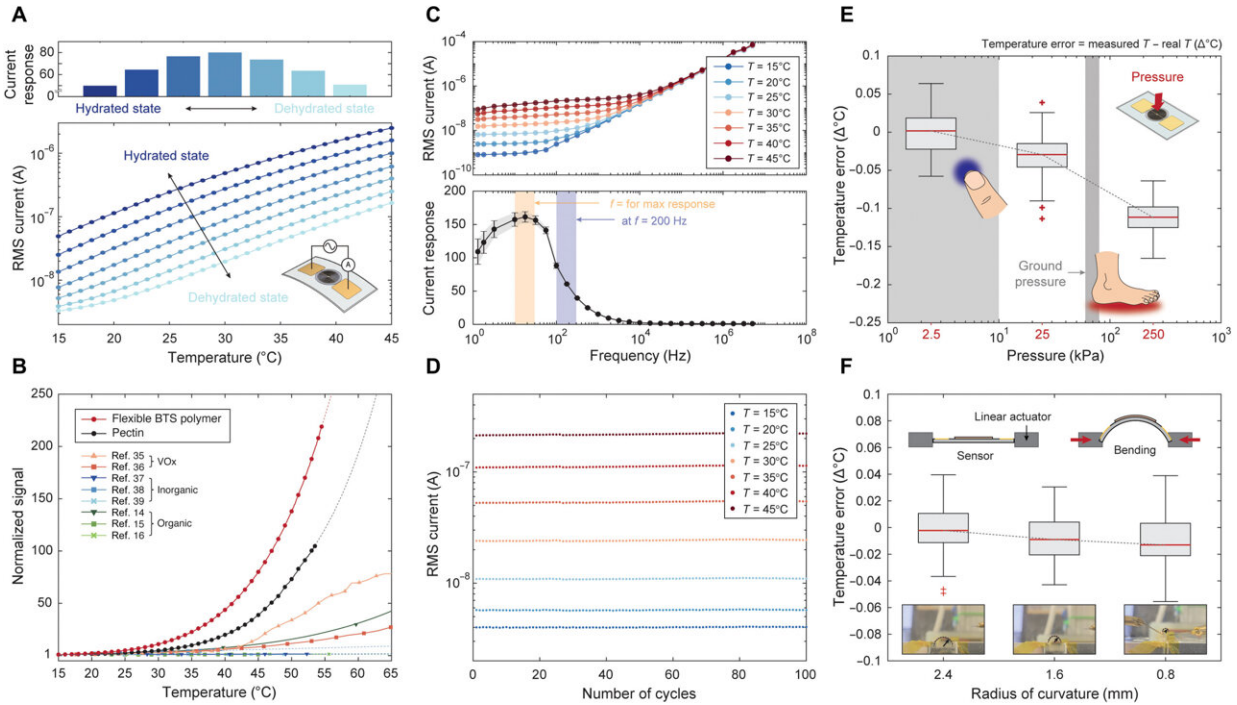 A
Current
response
80
60
40
20
0
Hydrated state
Dehydrated state
RMS current (A)
10⁻⁶
10⁻⁷
10⁻⁸
Hydrated state
Dehydrated state
A
15 20 25 30 35 40 45
Temperature (°C)
B
Normalized signal
250
200
150
100
50
1
Flexible BTS polymer
Pectin
Ref. 35
Ref. 36
VOx
Ref. 37
Ref. 38
Ref. 39
Inorganic
Ref. 14
Ref. 15
Ref. 16
Organic
15 20 25 30 35 40 45 50 55 60 65
Temperature (°C)
C
RMS current (A)
10⁻⁴
10⁻⁶
10⁻⁸
10⁻¹⁰
T = 15°C
T = 20°C
T = 25°C
T = 30°C
T = 35°C
T = 40°C
T = 45°C
Current response
200
150
100
50
0
f = for max response
at f = 200 Hz
10⁰ 10² 10⁴ 10⁶ 10⁸
Frequency (Hz)
D
RMS current (A)
10⁻⁷
10⁻⁸
T = 15°C
T = 20°C
T = 25°C
T = 30°C
T = 35°C
T = 40°C
T = 45°C
0 20 40 60 80 100
Number of cycles
E
Temperature error = measured T – real T (Δ°C)
Temperature error (Δ°C)
0.1
0.05
0
−0.05
−0.1
−0.15
−0.2
−0.25
Pressure
Ground
pressure
10⁰ 10¹ 10² 10³
2.5 25 250
Pressure (kPa)
F
Temperature error (Δ°C)
0.1
0.08
0.06
0.04
0.02
0
−0.02
−0.04
−0.06
−0.08
−0.1
Linear actuator
Sensor
Bending
2.4 1.6 0.8
Radius of curvature (mm)